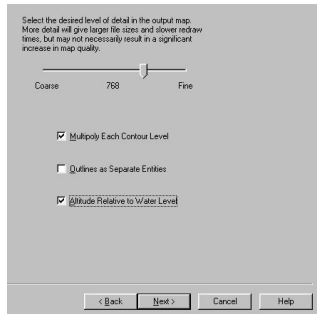 Select the desired level of detail in the output map.
More detail will give larger file sizes and slower redraw
times, but may not necessarily result in a significant
increase in map quality.
Coarse 768 Fine
Multipoly Each Contour Level
Outlines as Separate Entities
Altitude Relative to Water Level
< Back Next > Cancel Help